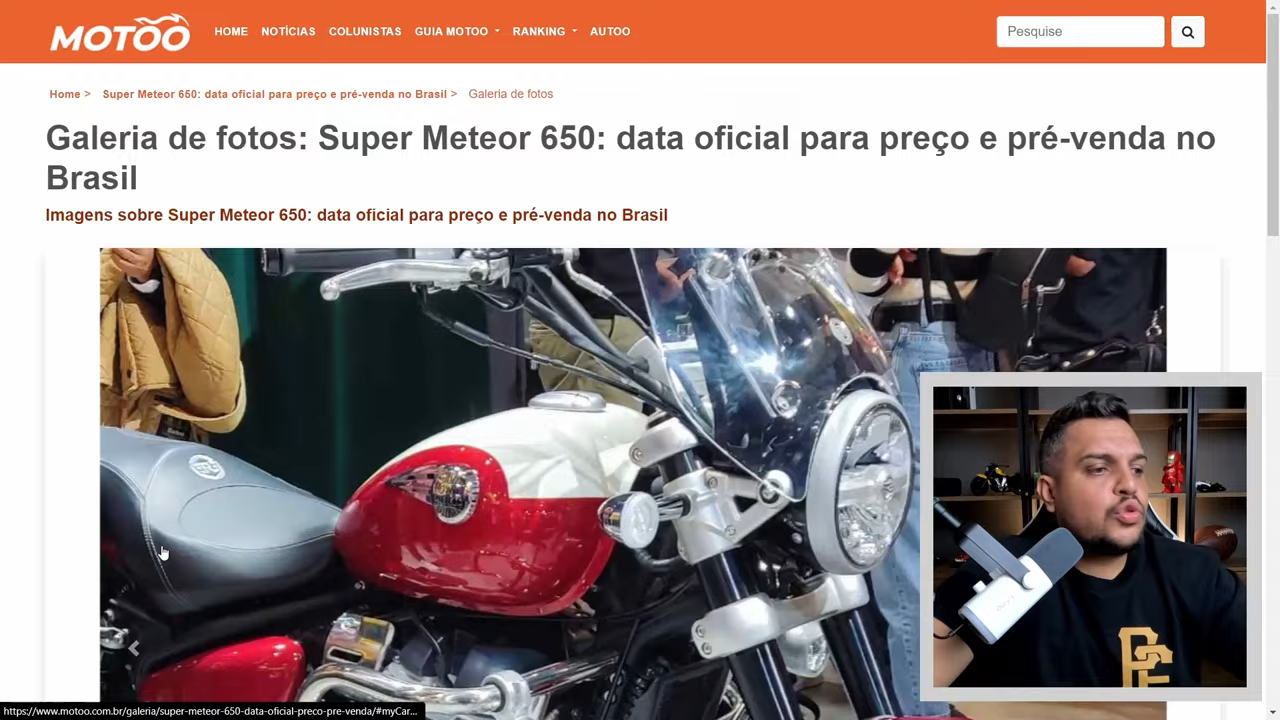 MOTOO
HOME NOTÍCIAS COLUNISTAS GUIA MOTOO RANKING AUTOO
Pesquise
Home > Super Meteor 650: data oficial para preço e pré-venda no Brasil > Galeria de fotos
Galeria de fotos: Super Meteor 650: data oficial para preço e pré-venda no
Brasil
Imagens sobre Super Meteor 650: data oficial para preço e pré-venda no Brasil
https://www.motoo.com.br/galeria/super-meteor-650-data-oficial-preco-pre-venda/#myCar...